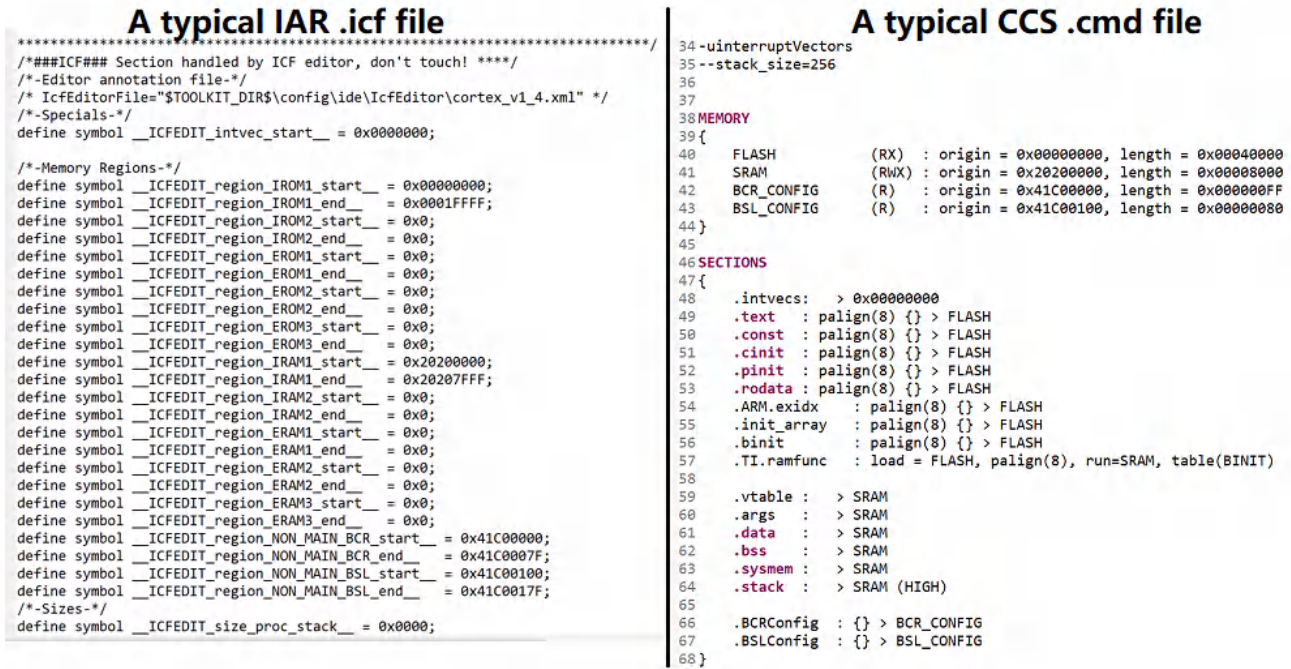 A typical IAR .icf file
****************************************************************************/
/*###ICF### Section handled by ICF editor, don't touch! ****/
/*-Editor annotation file-*/
/* IcfEditorFile="$TOOLKIT_DIR$\config\ide\IcfEditor\cortex_v1_4.xml" */
/*-Specials-*/
define symbol __ICFEDIT_intvec_start__ = 0x0000000;

/*-Memory Regions-*/
define symbol __ICFEDIT_region_IROM1_start__ = 0x00000000;
define symbol __ICFEDIT_region_IROM1_end__   = 0x0001FFFF;
define symbol __ICFEDIT_region_IROM2_start__ = 0x0;
define symbol __ICFEDIT_region_IROM2_end__   = 0x0;
define symbol __ICFEDIT_region_EROM1_start__ = 0x0;
define symbol __ICFEDIT_region_EROM1_end__   = 0x0;
define symbol __ICFEDIT_region_EROM2_start__ = 0x0;
define symbol __ICFEDIT_region_EROM2_end__   = 0x0;
define symbol __ICFEDIT_region_EROM3_start__ = 0x0;
define symbol __ICFEDIT_region_EROM3_end__   = 0x0;
define symbol __ICFEDIT_region_IRAM1_start__ = 0x20200000;
define symbol __ICFEDIT_region_IRAM1_end__   = 0x20207FFF;
define symbol __ICFEDIT_region_IRAM2_start__ = 0x0;
define symbol __ICFEDIT_region_IRAM2_end__   = 0x0;
define symbol __ICFEDIT_region_ERAM1_start__ = 0x0;
define symbol __ICFEDIT_region_ERAM1_end__   = 0x0;
define symbol __ICFEDIT_region_ERAM2_start__ = 0x0;
define symbol __ICFEDIT_region_ERAM2_end__   = 0x0;
define symbol __ICFEDIT_region_ERAM3_start__ = 0x0;
define symbol __ICFEDIT_region_ERAM3_end__   = 0x0;
define symbol __ICFEDIT_region_NON_MAIN_BCR_start__ = 0x41C00000;
define symbol __ICFEDIT_region_NON_MAIN_BCR_end__   = 0x41C0007F;
define symbol __ICFEDIT_region_NON_MAIN_BSL_start__ = 0x41C00100;
define symbol __ICFEDIT_region_NON_MAIN_BSL_end__   = 0x41C0017F;
/*-Sizes-*/
define symbol __ICFEDIT_size_proc_stack__ = 0x0000;
A typical CCS .cmd file
34 -uinterruptVectors
35 --stack_size=256
36
37
38 MEMORY
39 {
40     FLASH           (RX)  : origin = 0x00000000, length = 0x00040000
41     SRAM            (RWX) : origin = 0x20200000, length = 0x00008000
42     BCR_CONFIG      (R)   : origin = 0x41C00000, length = 0x000000FF
43     BSL_CONFIG      (R)   : origin = 0x41C00100, length = 0x00000080
44 }
45
46 SECTIONS
47 {
48     .intvecs:   > 0x00000000
49     .text   : palign(8) {} > FLASH
50     .const  : palign(8) {} > FLASH
51     .cinit  : palign(8) {} > FLASH
52     .pinit  : palign(8) {} > FLASH
53     .rodata : palign(8) {} > FLASH
54     .ARM.exidx    : palign(8) {} > FLASH
55     .init_array   : palign(8) {} > FLASH
56     .binit        : palign(8) {} > FLASH
57     .TI.ramfunc   : load = FLASH, palign(8), run=SRAM, table(BINIT)
58
59     .vtable :   > SRAM
60     .args   :   > SRAM
61     .data   :   > SRAM
62     .bss    :   > SRAM
63     .sysmem :   > SRAM
64     .stack  :   > SRAM (HIGH)
65
66     .BCRConfig  : {} > BCR_CONFIG
67     .BSLConfig  : {} > BSL_CONFIG
68 }